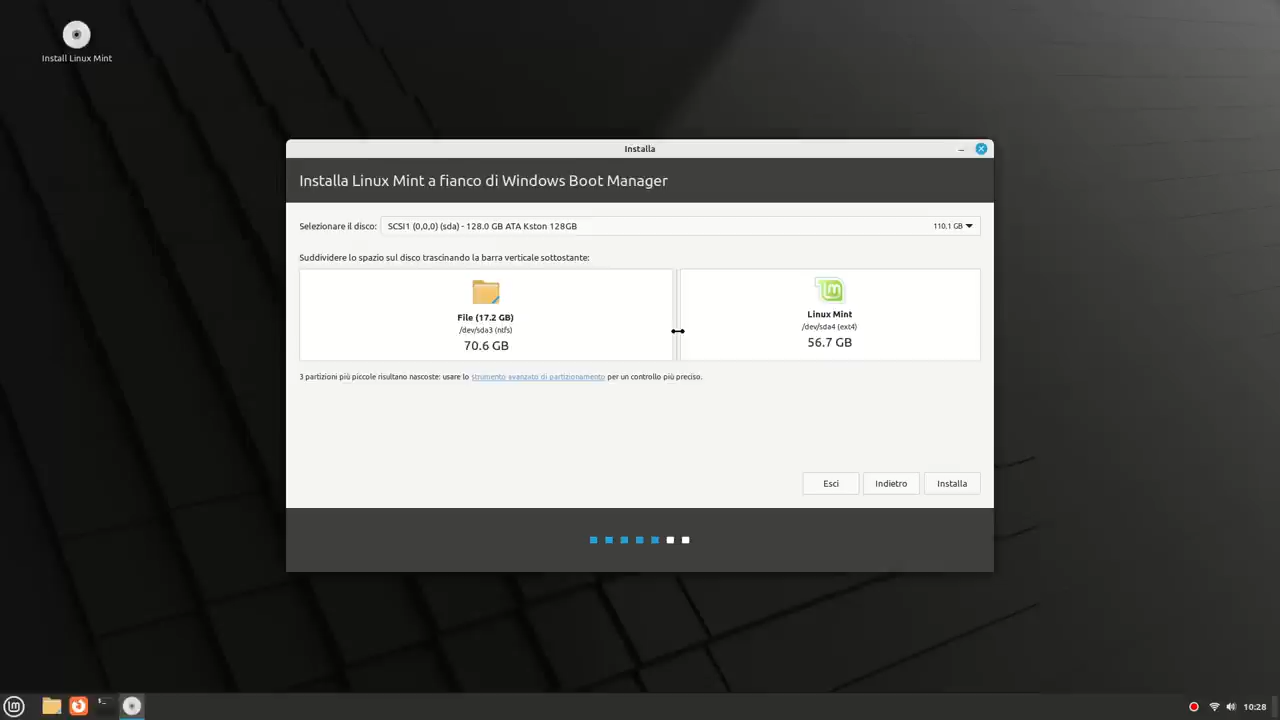 Install Linux Mint
Installa
Installa Linux Mint a fianco di Windows Boot Manager
Selezionare il disco: SCSI1 (0,0,0) (sda) - 128.0 GB ATA Kston 128GB 110.1 GB
Suddividere lo spazio sul disco trascinando la barra verticale sottostante:
File (17.2 GB)
/dev/sda3 (ntfs)
70.6 GB
Linux Mint
/dev/sda4 (ext4)
56.7 GB
3 partizioni più piccole risultano nascoste: usare lo strumento avanzato di partizionamento per un controllo più preciso.
Esci Indietro Installa
10:28